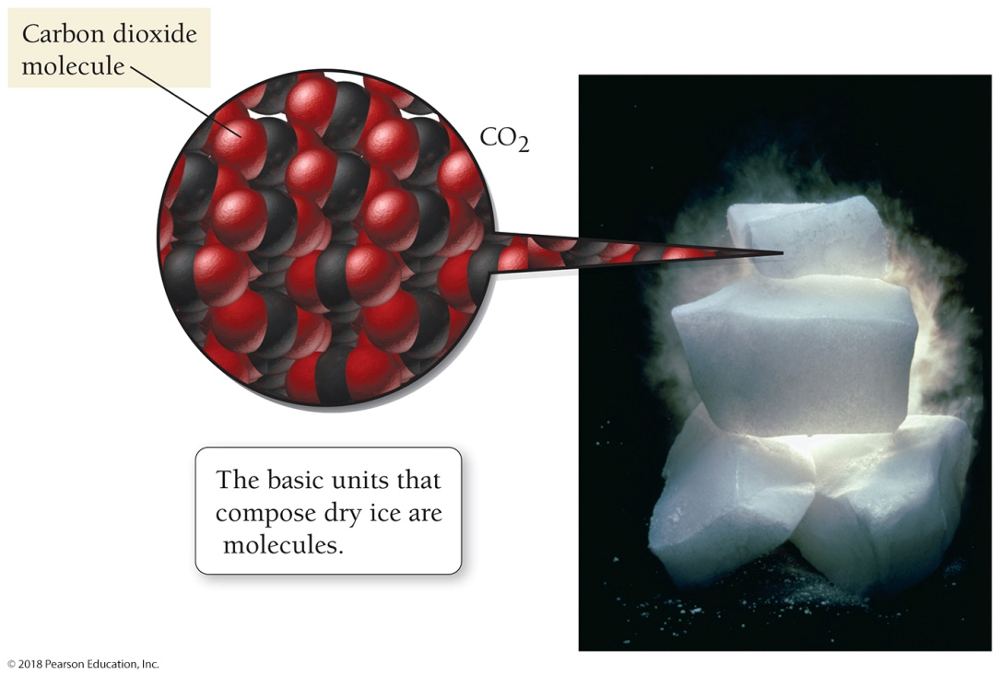 Carbon dioxide
molecule
CO₂
The basic units that
compose dry ice are
molecules.
© 2018 Pearson Education, Inc.